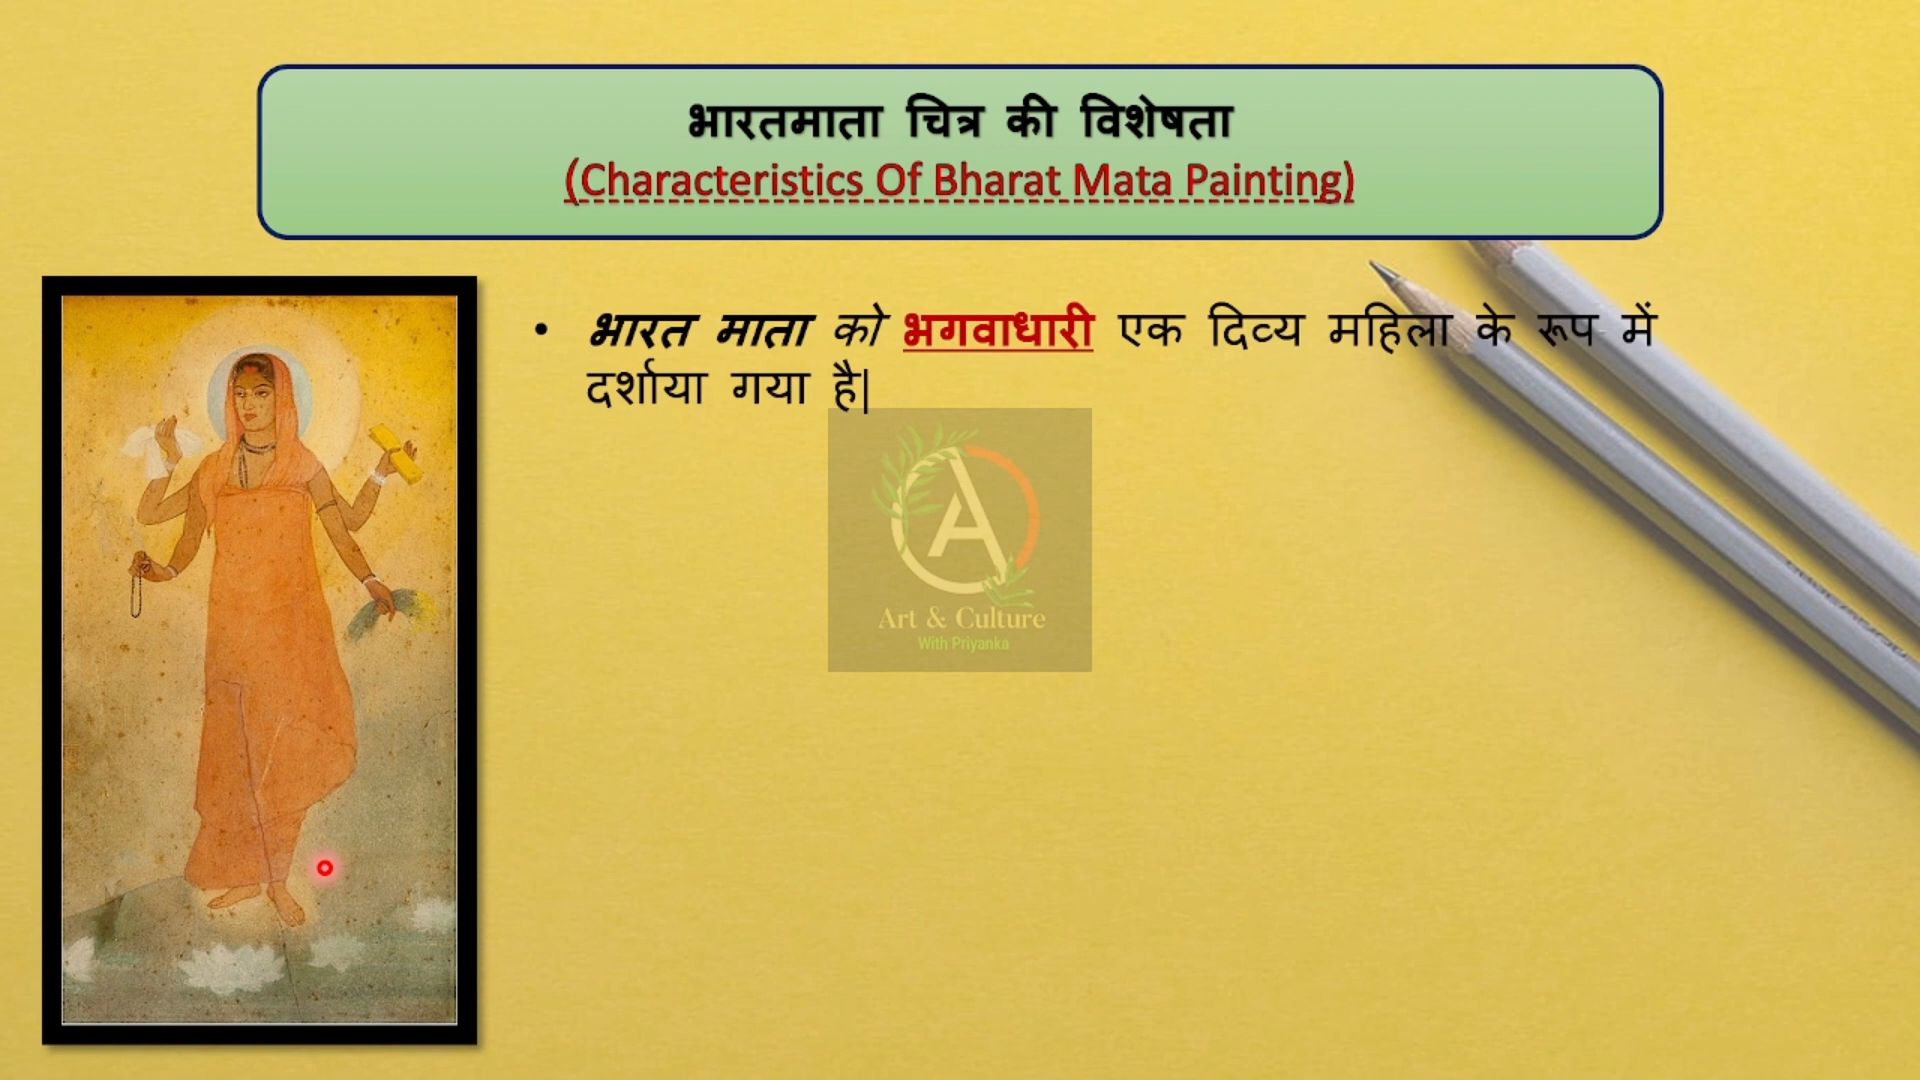 भारतमाता चित्र की विशेषता
(Characteristics Of Bharat Mata Painting)
• भारत माता को भगवाधारी एक दिव्य महिला के रूप में
दर्शाया गया है|
A
Art & Culture
With Priyanka